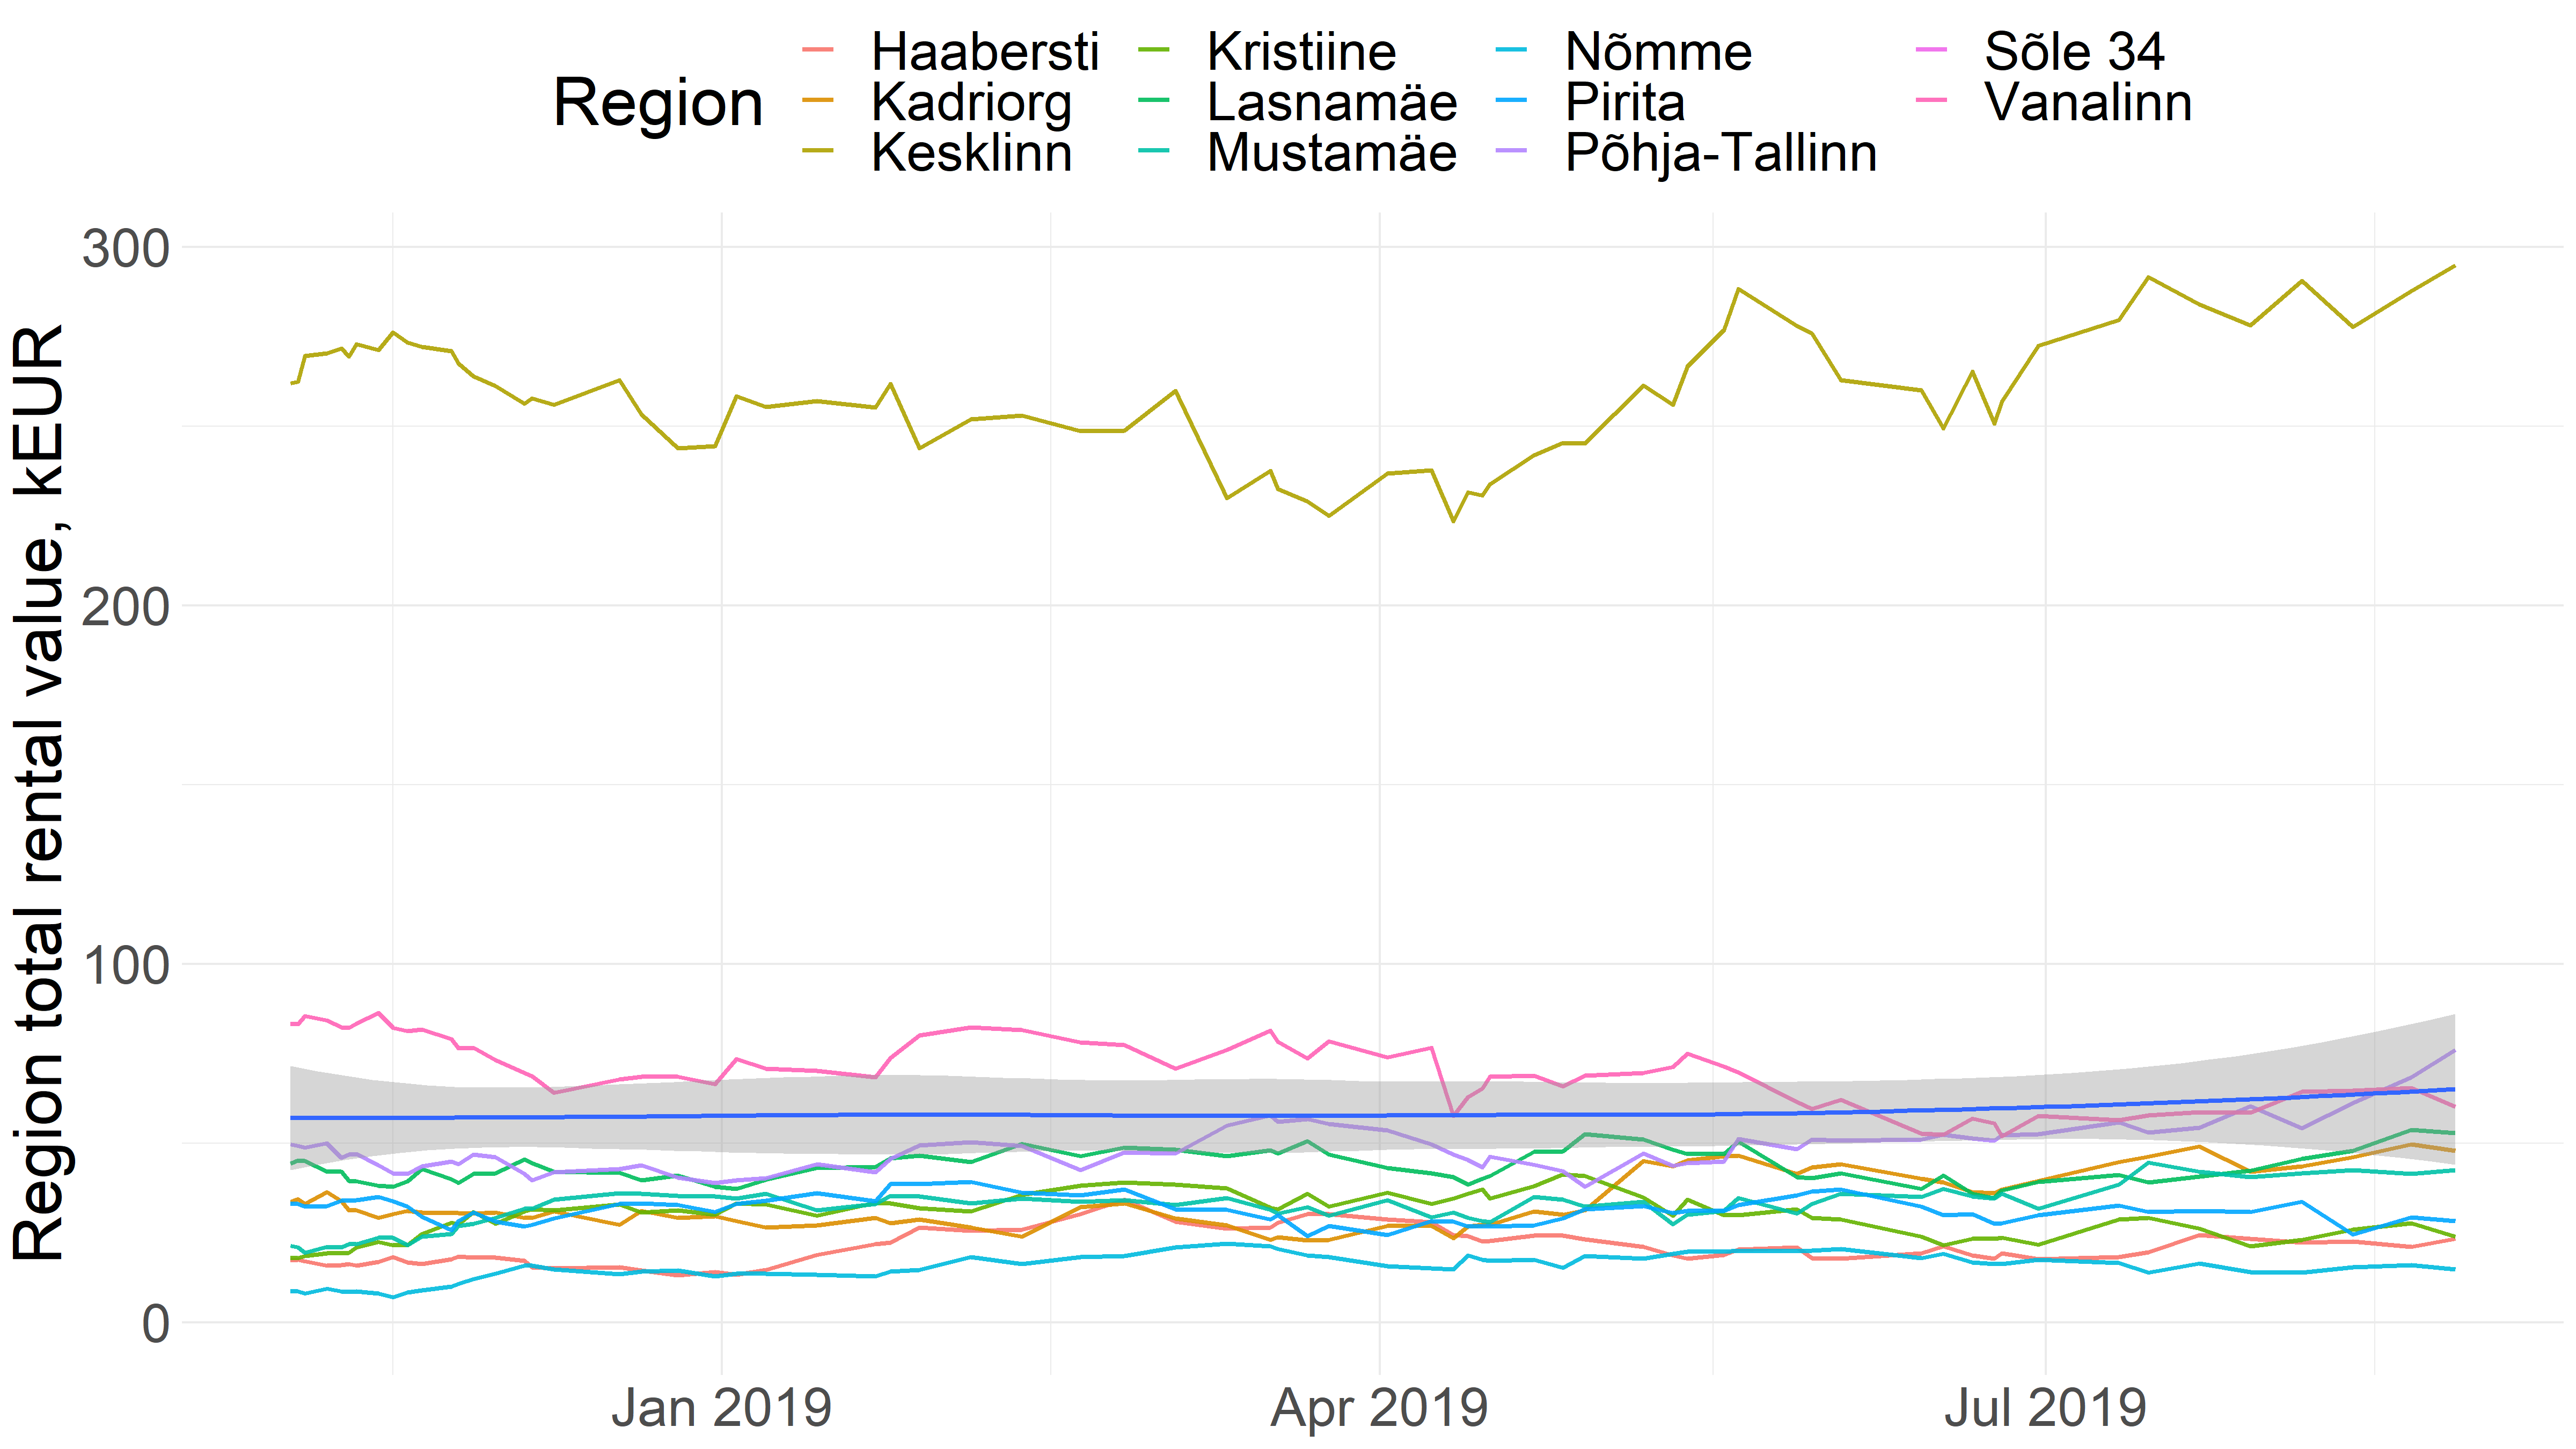 Region
Haabersti
Kadriorg
Kesklinn
Kristiine
Lasnamäe
Mustamäe
Nõmme
Pirita
Põhja-Tallinn
Sõle 34
Vanalinn
Region total rental value, kEUR
300
200
100
0
Jan 2019
Apr 2019
Jul 2019